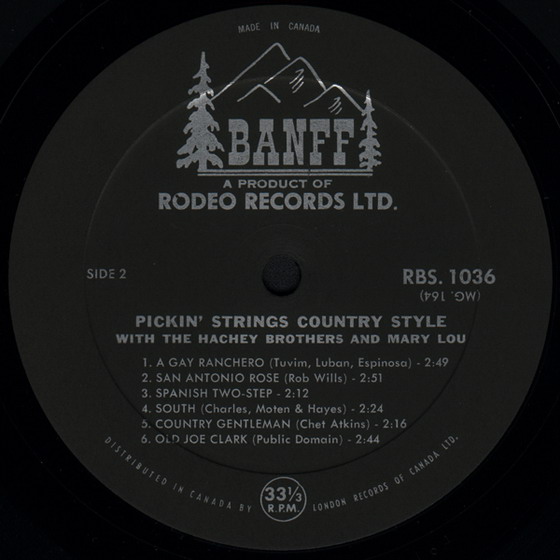 MADE IN CANADA
BANFF
A PRODUCT OF
RODEO RECORDS LTD.
SIDE 2
RBS. 1036
(MG. 164)
PICKIN' STRINGS COUNTRY STYLE
WITH THE HACHEY BROTHERS AND MARY LOU
1. A GAY RANCHERO (Tuvim, Luban, Espinosa) - 2:49
2. SAN ANTONIO ROSE (Rob Wills) - 2:51
3. SPANISH TWO-STEP - 2:12
4. SOUTH (Charles, Moten & Hayes) - 2:24
5. COUNTRY GENTLEMAN (Chet Atkins) - 2:16
6. OLD JOE CLARK (Public Domain) - 2:44
DISTRIBUTED IN CANADA BY LONDON RECORDS OF CANADA LTD.
33⅓
R.P.M.